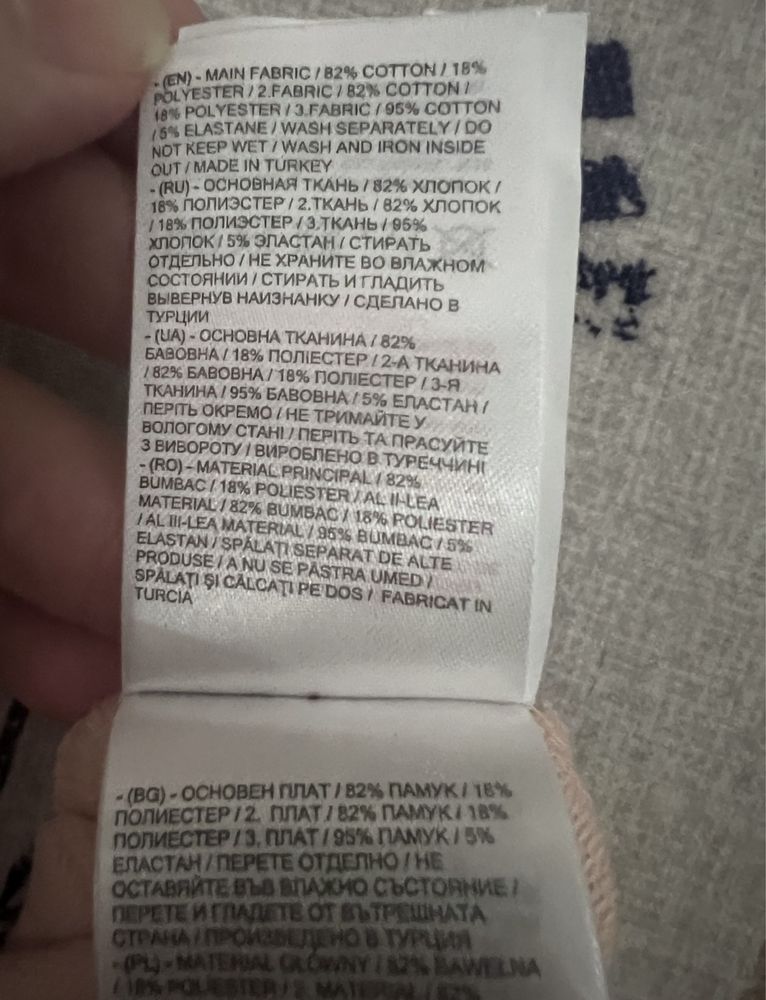 - (EN) - MAIN FABRIC / 82% COTTON / 18%
POLYESTER / 2.FABRIC / 82% COTTON /
18% POLYESTER / 3.FABRIC / 95% COTTON
/ 5% ELASTANE / WASH SEPARATELY / DO
NOT KEEP WET / WASH AND IRON INSIDE
OUT / MADE IN TURKEY
- (RU) - ОСНОВНАЯ ТКАНЬ / 82% ХЛОПОК /
18% ПОЛИЭСТЕР / 2.ТКАНЬ / 82% ХЛОПОК
/ 18% ПОЛИЭСТЕР / 3.ТКАНЬ / 95%
ХЛОПОК / 5% ЭЛАСТАН / СТИРАТЬ
ОТДЕЛЬНО / НЕ ХРАНИТЕ ВО ВЛАЖНОМ
СОСТОЯНИИ / СТИРАТЬ И ГЛАДИТЬ
ВЫВЕРНУВ НАИЗНАНКУ / СДЕЛАНО В
ТУРЦИИ
- (UA) - ОСНОВНА ТКАНИНА / 82%
БАВОВНА / 18% ПОЛІЕСТЕР / 2-А ТКАНИНА
/ 82% БАВОВНА / 18% ПОЛІЕСТЕР / 3-Я
ТКАНИНА / 95% БАВОВНА / 5% ЕЛАСТАН /
ПЕРІТЬ ОКРЕМО / НЕ ТРИМАЙТЕ У
ВОЛОГОМУ СТАНІ / ПЕРІТЬ ТА ПРАСУЙТЕ
З ВИВОРОТУ / ВИРОБЛЕНО В ТУРЕЧЧИНІ
- (RO) - MATERIAL PRINCIPAL / 82%
BUMBAC / 18% POLIESTER / AL II-LEA
MATERIAL / 82% BUMBAC / 18% POLIESTER
/ AL III-LEA MATERIAL / 95% BUMBAC / 5%
ELASTAN / SPĂLAȚI SEPARAT DE ALTE
PRODUSE / A NU SE PĂSTRA UMED /
SPĂLAȚI ȘI CĂLCAȚI PE DOS / FABRICAT IN
TURCIA
- (BG) - ОСНОВЕН ПЛАТ / 82% ПАМУК / 18%
ПОЛИЕСТЕР / 2. ПЛАТ / 82% ПАМУК / 18%
ПОЛИЕСТЕР / 3. ПЛАТ / 95% ПАМУК / 5%
ЕЛАСТАН / ПЕРЕТЕ ОТДЕЛНО / НЕ
ОСТАВЯЙТЕ ВЪВ ВЛАЖНО СЪСТОЯНИЕ /
ПЕРЕТЕ И ГЛАДЕТЕ ОТ ВЪТРЕШНАТА
СТРАНА / ПРОИЗВЕДЕНО В ТУРЦИЯ
- (PL) - MATERIAŁ GŁÓWNY / 82% BAWEŁNA
/ 18% POLIESTER / 2. MATERIAŁ / 82%